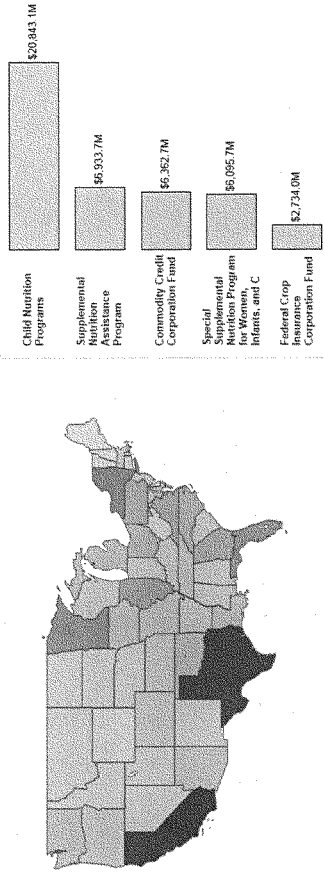 Child Nutrition
Programs
$20,843.1M
Supplemental
Nutrition
Assistance
Program
$6,933.7M
Commodity Credit
Corporation Fund
$6,362.7M
Special
Supplemental
Nutrition Program
for Women,
Infants, and C
$6,095.7M
Federal Crop
Insurance
Corporation Fund
$2,734.0M